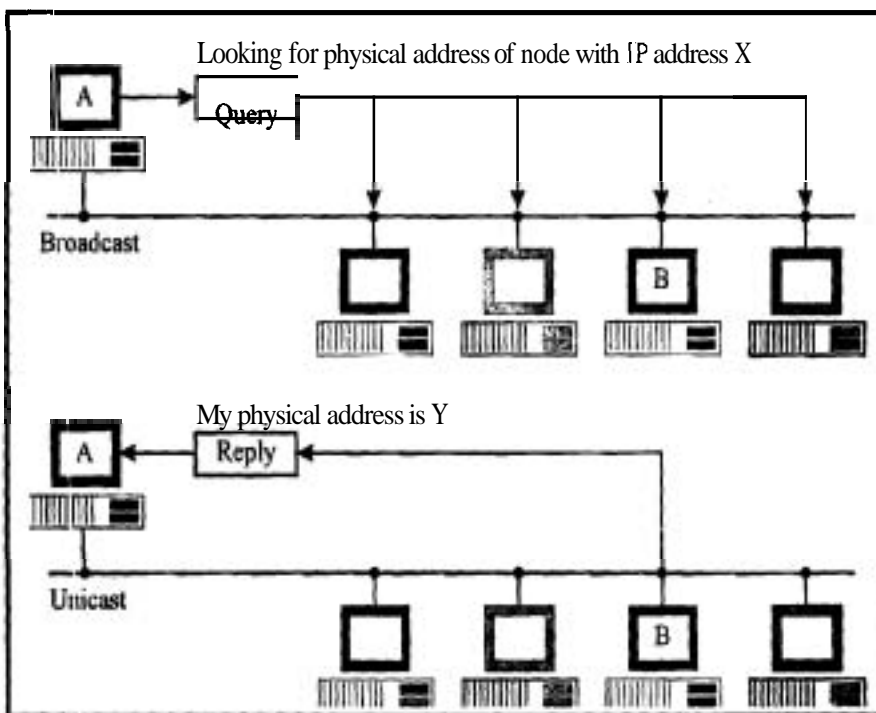 Looking for physical address of node with IP address X
A
Query
Broadcast
B
My physical address is Y
A
Reply
Unicast
B